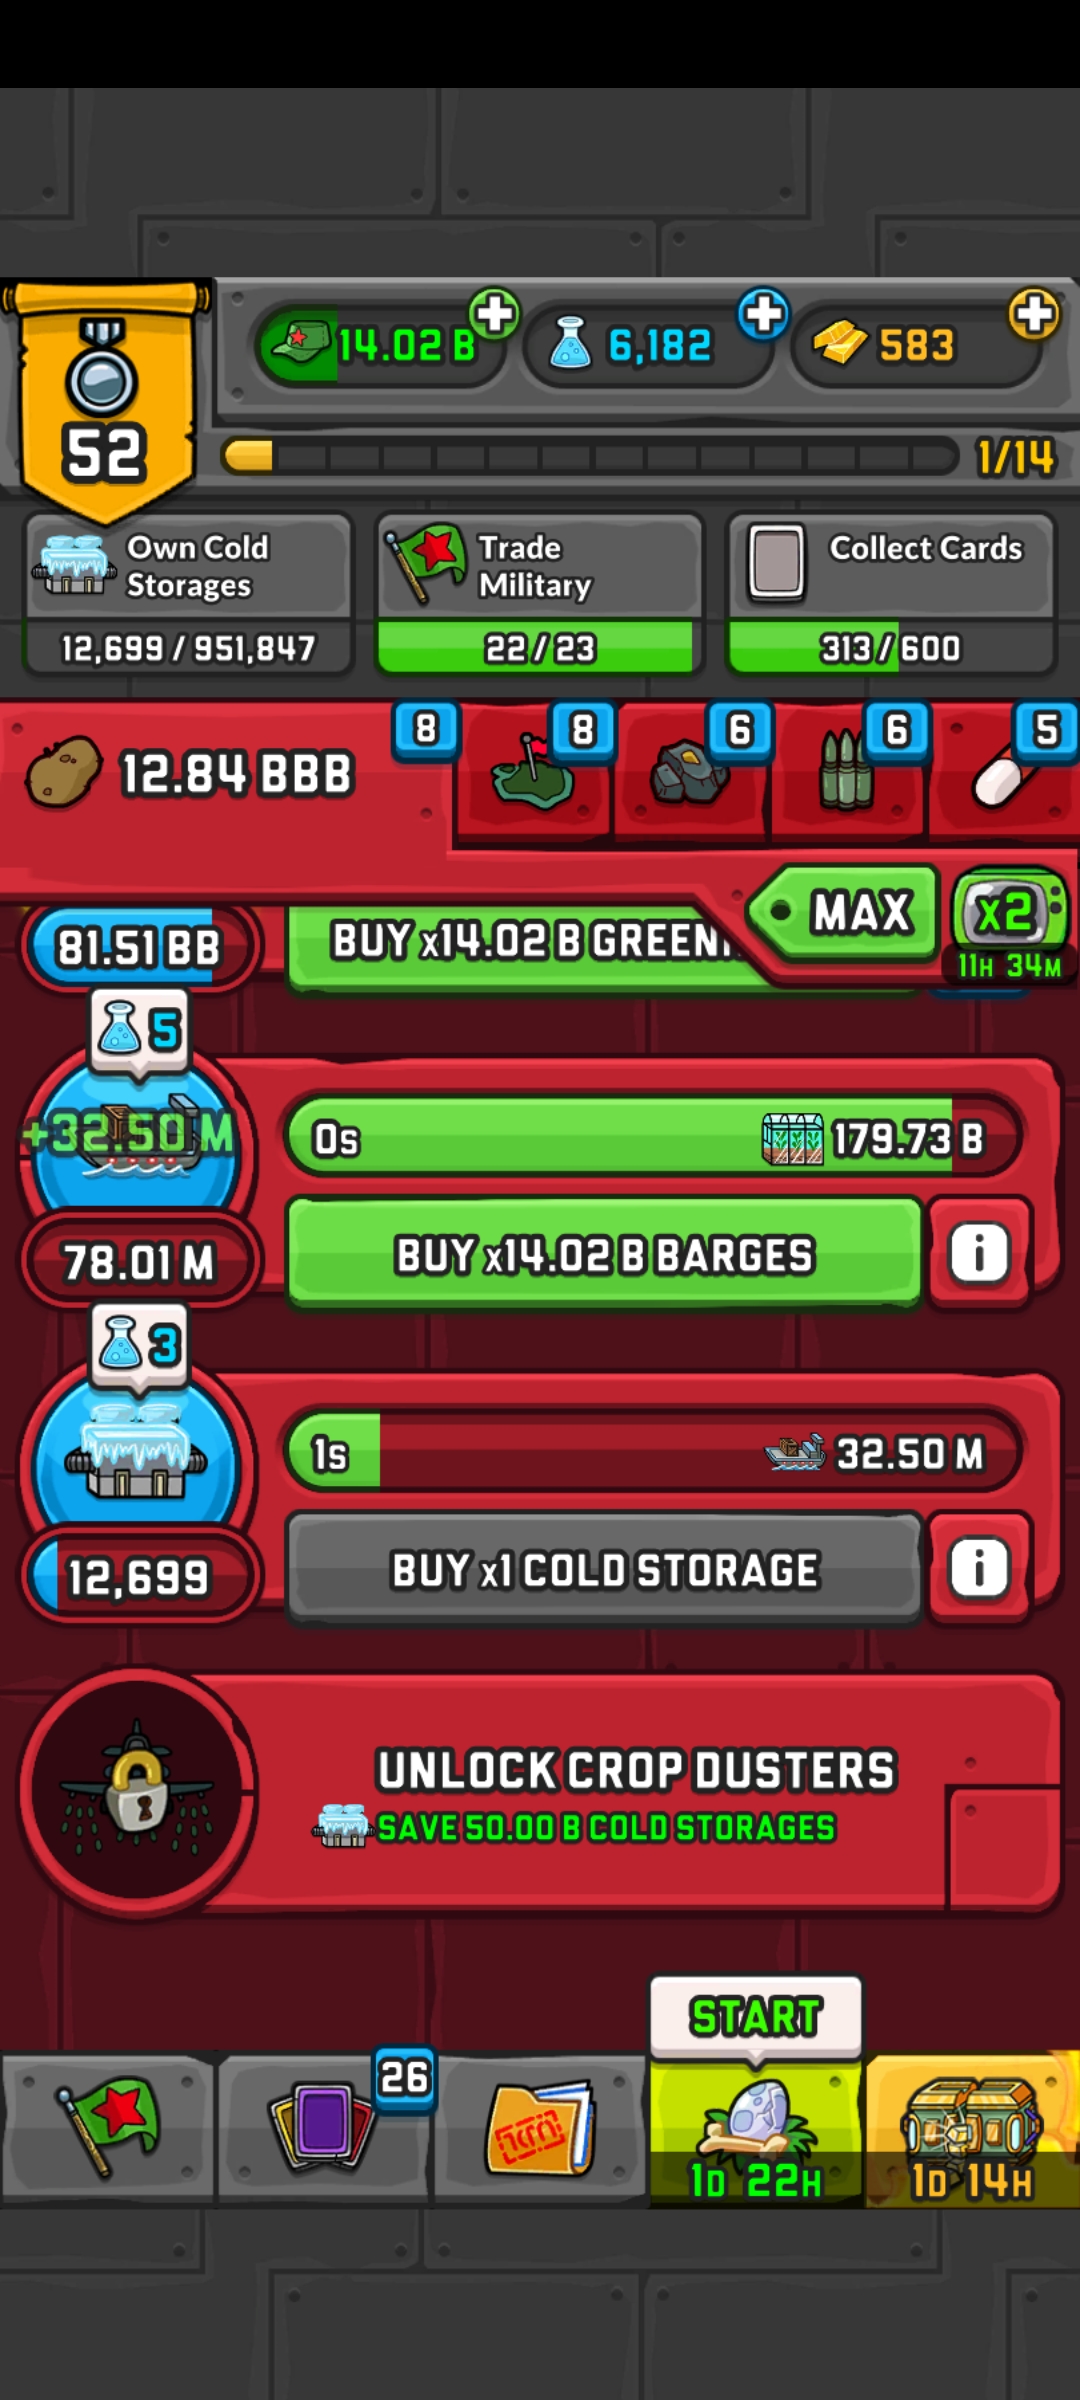 14.02 B
6,182
583
52
1/14
Own Cold
Storages
12,699 / 951,847
Trade
Military
22/23
Collect Cards
313/600
12.84 BBB
8
8
6
6
5
MAX
x2
11H 34M
81.51 BB
BUY x14.02 B
5
+32.50 M
0s
179.73 B
78.01 M
BUY x14.02 B BARGES
i
3
1s
32.50 M
12,699
BUY x1 COLD STORAGE
i
UNLOCK CROP DUSTERS
SAVE 50.00 B COLD STORAGES
START
26
1D 22H
1D 14H